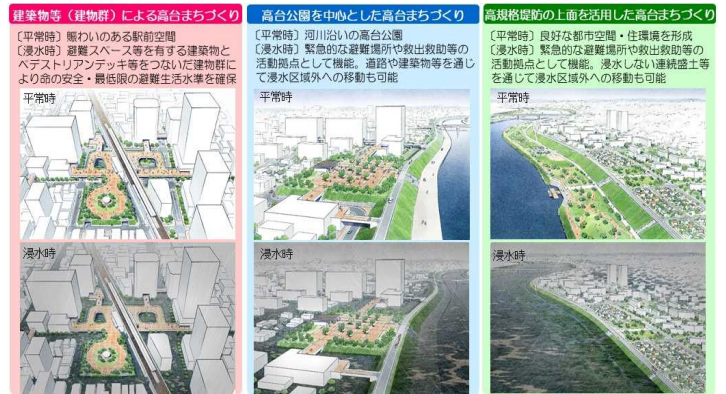 建築物等（建物群）による高台まちづくり
〔平常時〕賑わいのある駅前空間
〔浸水時〕避難スペース等を有する建築物と
ペデストリアンデッキ等をつないだ建物群に
より命の安全・最低限の避難生活水準を確保
平常時
浸水時
高台公園を中心とした高台まちづくり
〔平常時〕河川沿いの高台公園
〔浸水時〕緊急的な避難場所や救出救助等の
活動拠点として機能。道路や建築物等を通じ
て浸水区域外への移動も可能
平常時
浸水時
高規格堤防の上面を活用した高台まちづくり
〔平常時〕良好な都市空間・住環境を形成
〔浸水時〕緊急的な避難場所や救出救助等の
活動拠点として機能。浸水しない連続盛土等
を通じて浸水区域外への移動も可能
平常時
浸水時